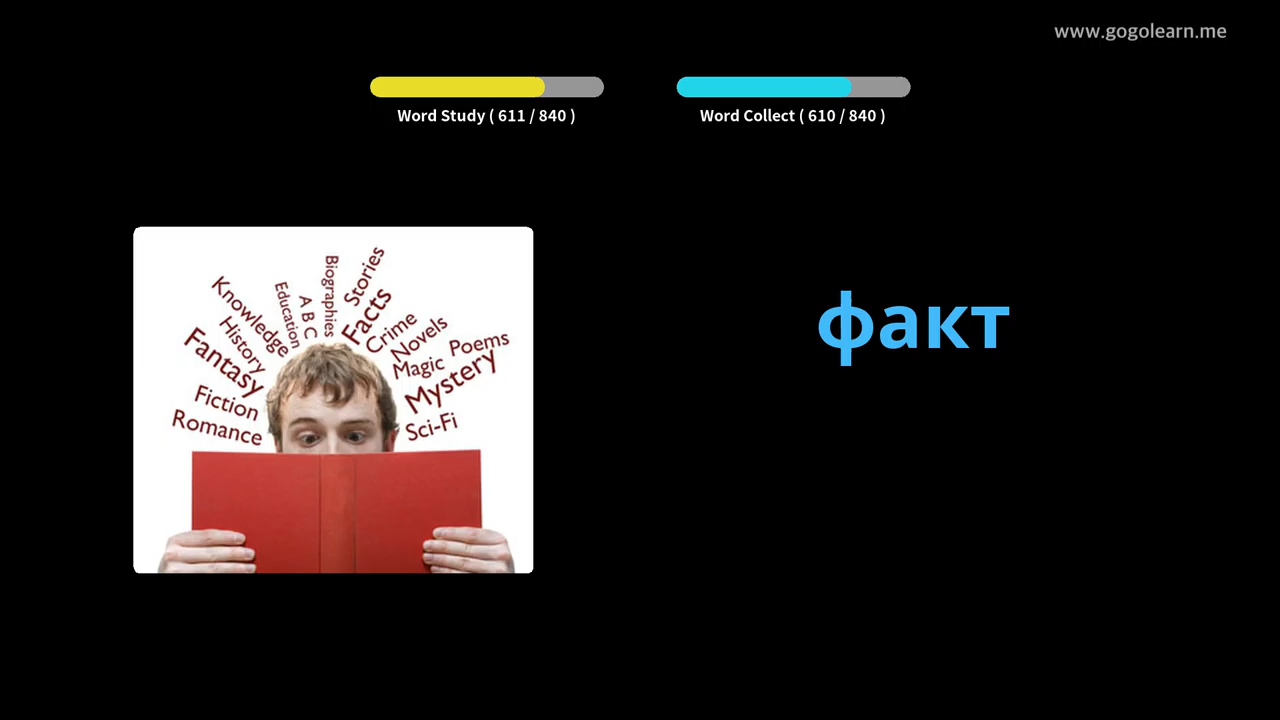 www.gogolearn.me
Word Study ( 611 / 840 )
Word Collect ( 610 / 840 )
Stories
Biographies
Facts
A B C
Education
Knowledge
Crime
History
Novels
Poems
Fantasy
Magic
Mystery
Fiction
Romance
Sci-Fi
факт